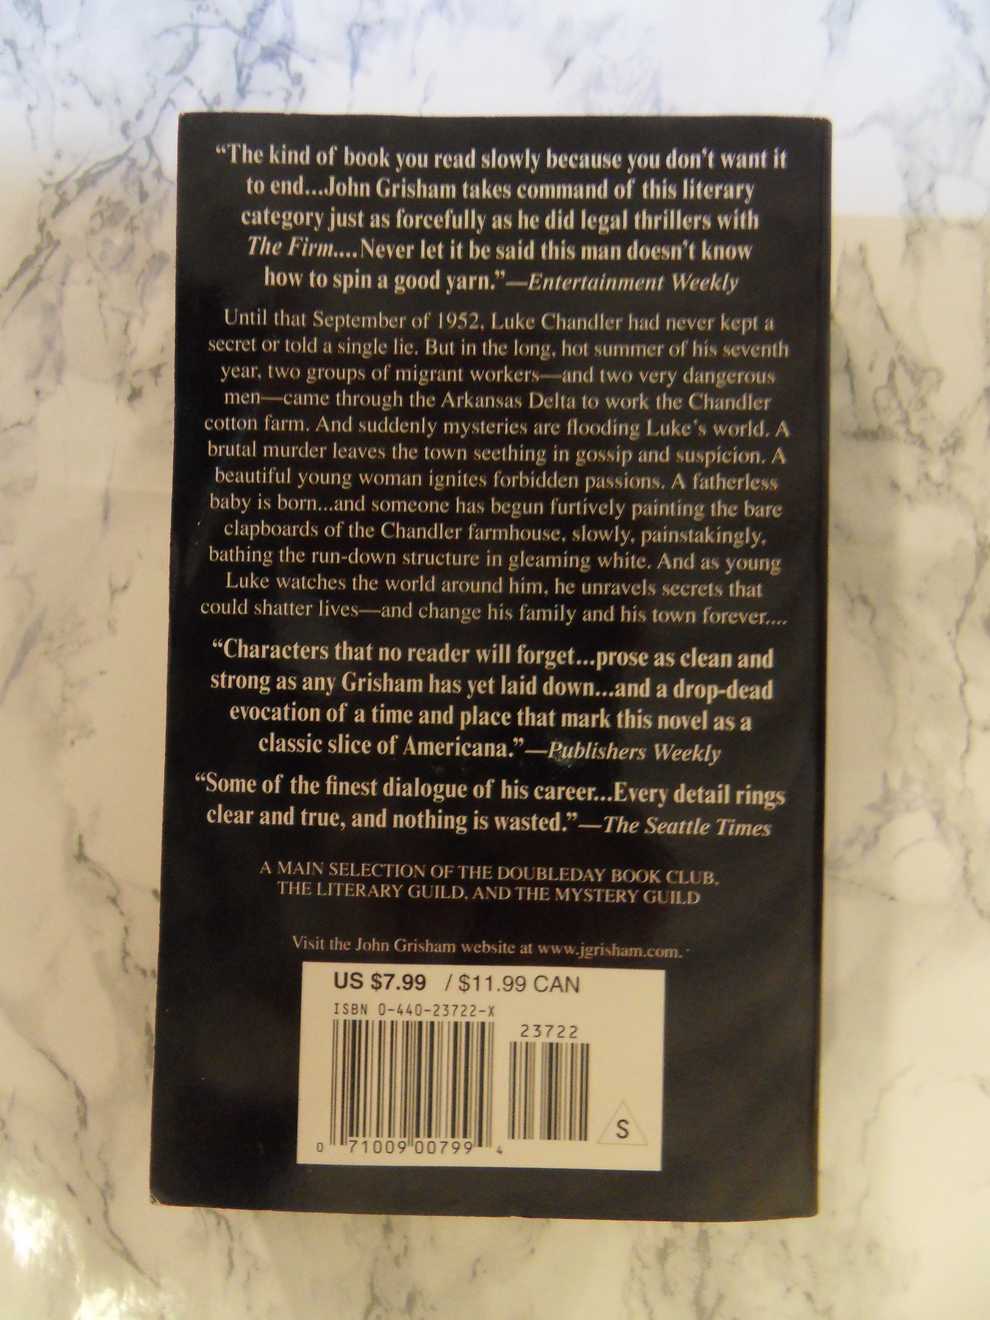 “The kind of book you read slowly because you don’t want it
to end...John Grisham takes command of this literary
category just as forcefully as he did legal thrillers with
The Firm....Never let it be said this man doesn’t know
how to spin a good yarn.”—Entertainment Weekly
Until that September of 1952, Luke Chandler had never kept a
secret or told a single lie. But in the long, hot summer of his seventh
year, two groups of migrant workers—and two very dangerous
men—came through the Arkansas Delta to work the Chandler
cotton farm. And suddenly mysteries are flooding Luke’s world. A
brutal murder leaves the town seething in gossip and suspicion. A
beautiful young woman ignites forbidden passions. A fatherless
baby is born...and someone has begun furtively painting the bare
clapboards of the Chandler farmhouse, slowly, painstakingly,
bathing the run-down structure in gleaming white. And as young
Luke watches the world around him, he unravels secrets that
could shatter lives—and change his family and his town forever....
“Characters that no reader will forget...prose as clean and
strong as any Grisham has yet laid down...and a drop-dead
evocation of a time and place that mark this novel as a
classic slice of Americana.”—Publishers Weekly
“Some of the finest dialogue of his career...Every detail rings
clear and true, and nothing is wasted.”—The Seattle Times
A MAIN SELECTION OF THE DOUBLEDAY BOOK CLUB,
THE LITERARY GUILD, AND THE MYSTERY GUILD
Visit the John Grisham website at www.jgrisham.com.
US $7.99 / $11.99 CAN
ISBN 0-440-23722-X
23722
0 71009 00799 4
S